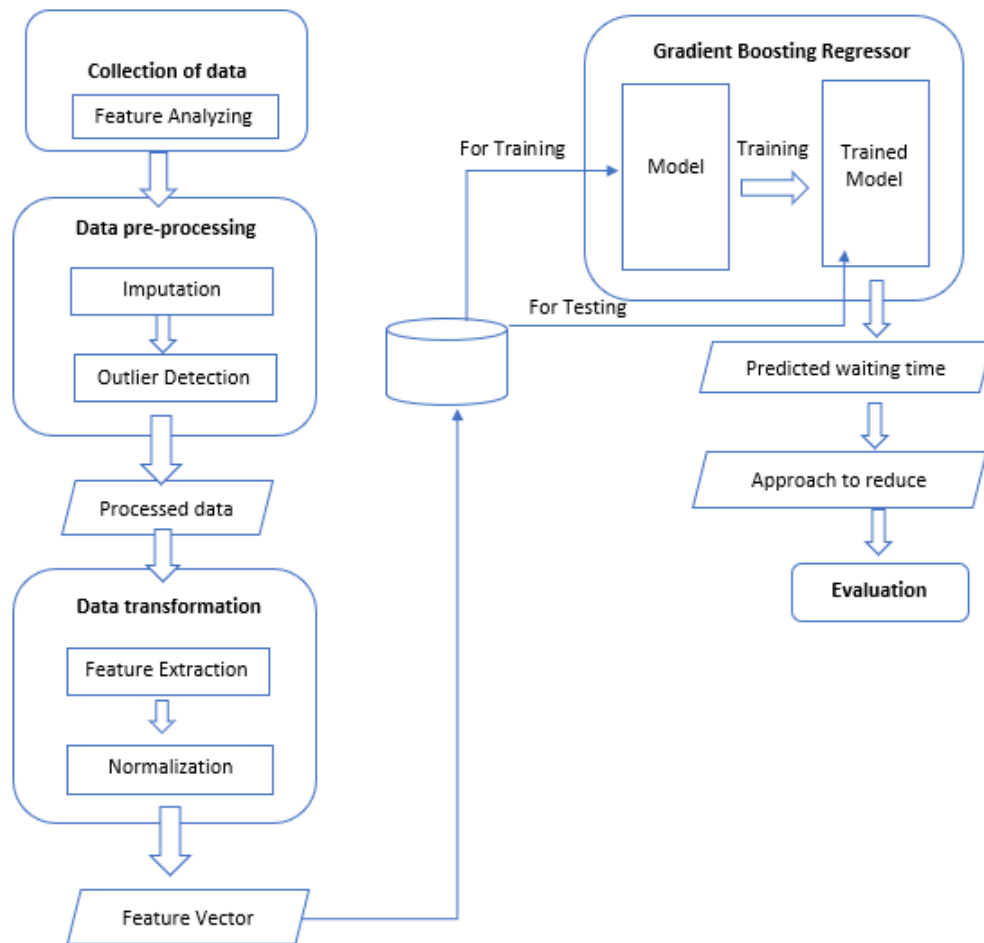 Collection of data
Feature Analyzing
Data pre-processing
Imputation
Outlier Detection
Processed data
Data transformation
Feature Extraction
Normalization
Feature Vector
For Training
For Testing
Gradient Boosting Regressor
Model
Training
Trained
Model
Predicted waiting time
Approach to reduce
Evaluation